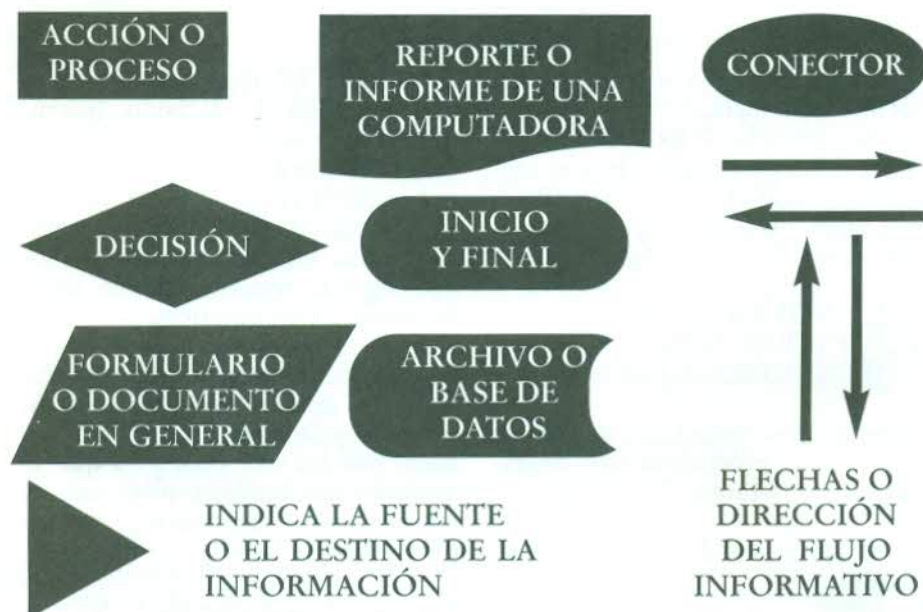 ACCIÓN O
PROCESO
REPORTE O
INFORME DE UNA
COMPUTADORA
CONECTOR
DECISIÓN
INICIO
Y FINAL
FORMULARIO
O DOCUMENTO
EN GENERAL
ARCHIVO O
BASE DE
DATOS
INDICA LA FUENTE
O EL DESTINO DE LA
INFORMACIÓN
FLECHAS O
DIRECCIÓN
DEL FLUJO
INFORMATIVO